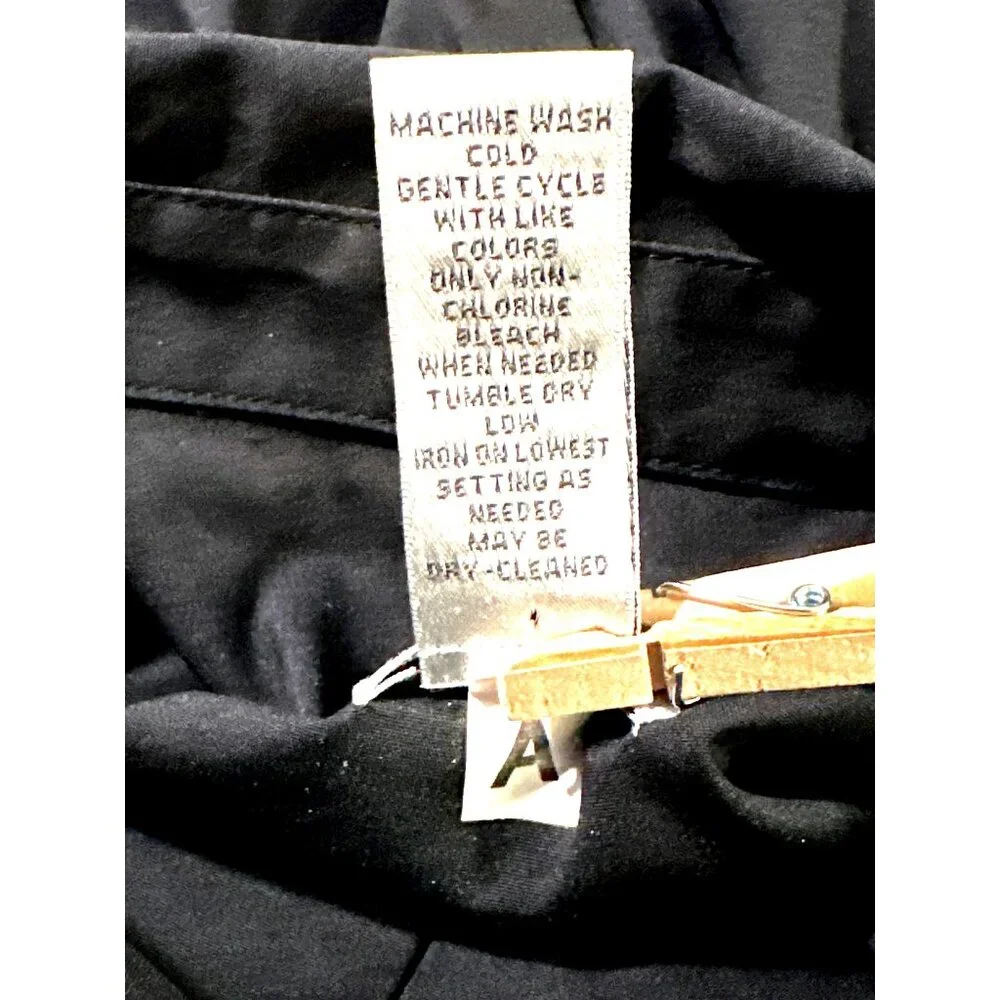 MACHINE WASH
COLD
GENTLE CYCLE
WITH LIKE
COLORS
ONLY NON-
CHLORINE
BLEACH
WHEN NEEDED
TUMBLE DRY
LOW
IRON ON LOWEST
SETTING AS
NEEDED
MAY BE
DRY-CLEANED
A